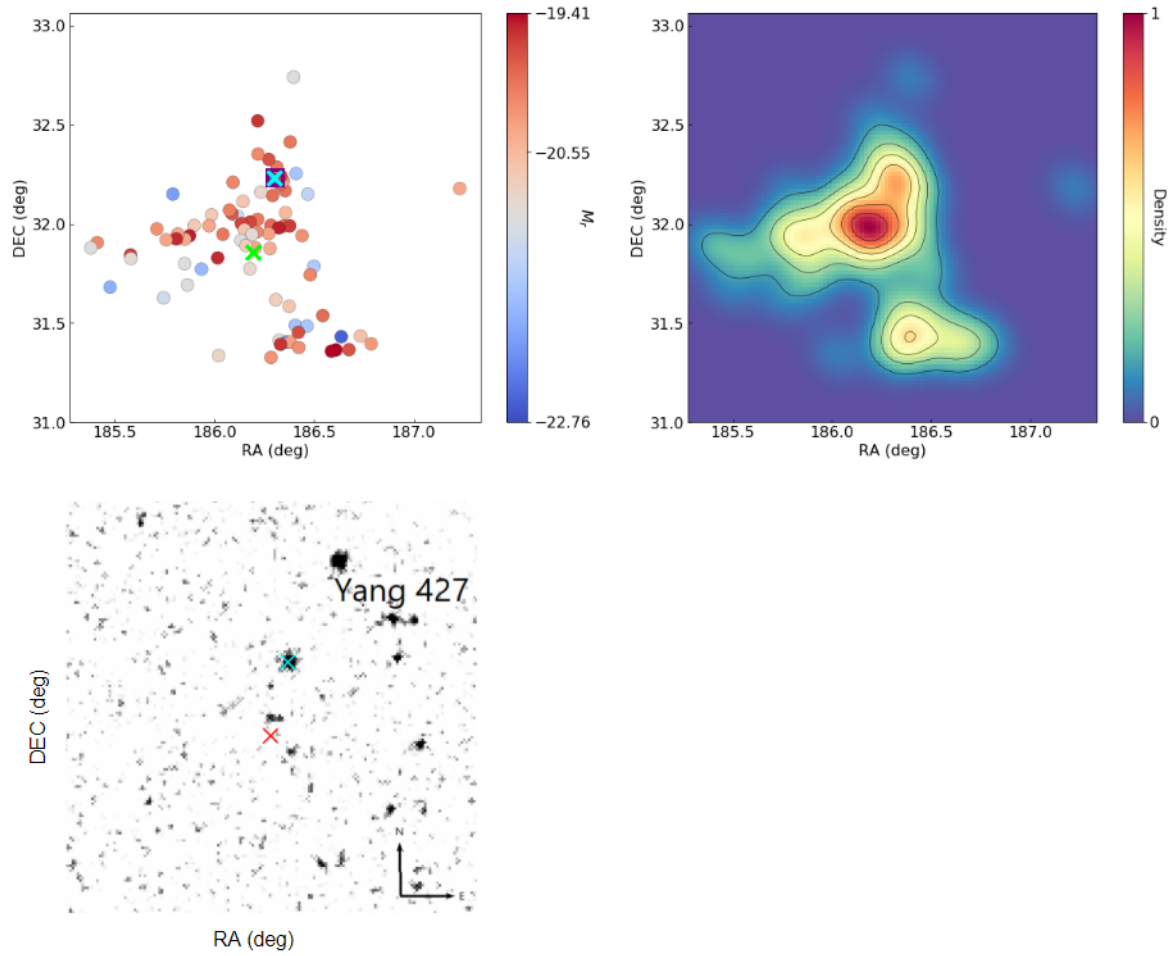 33.0
32.5
32.0
31.5
31.0
185.5 186.0 186.5 187.0
RA (deg)
DEC (deg)
−19.41
−20.55
−22.76
M_r
33.0
32.5
32.0
31.5
31.0
185.5 186.0 186.5 187.0
RA (deg)
DEC (deg)
1
0
Density
Yang 427
N
E
DEC (deg)
RA (deg)